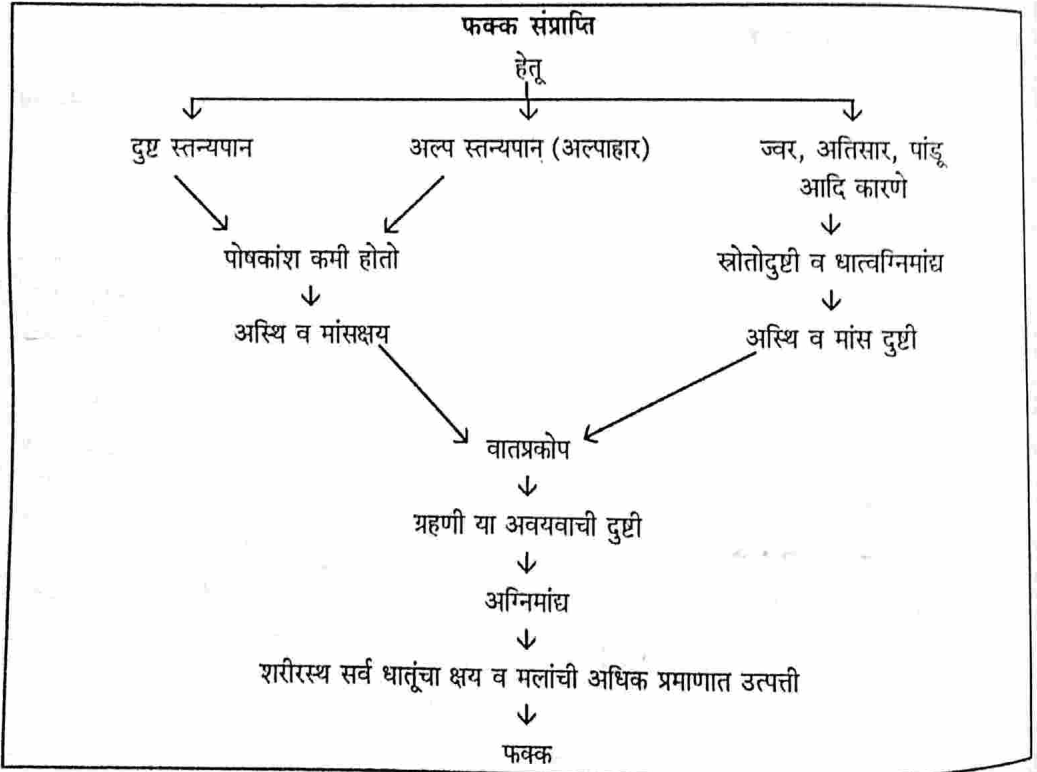 फक्क संप्राप्ति
हेतू
दुष्ट स्तन्यपान
अल्प स्तन्यपान (अल्पाहार)
ज्वर, अतिसार, पांडू
आदि कारणे
पोषकांश कमी होतो
स्रोतोदुष्टी व धात्वग्निमांद्य
अस्थि व मांसक्षय
अस्थि व मांस दुष्टी
वातप्रकोप
ग्रहणी या अवयवाची दुष्टी
अग्निमांद्य
शरीरस्थ सर्व धातूंचा क्षय व मलांची अधिक प्रमाणात उत्पत्ती
फक्क